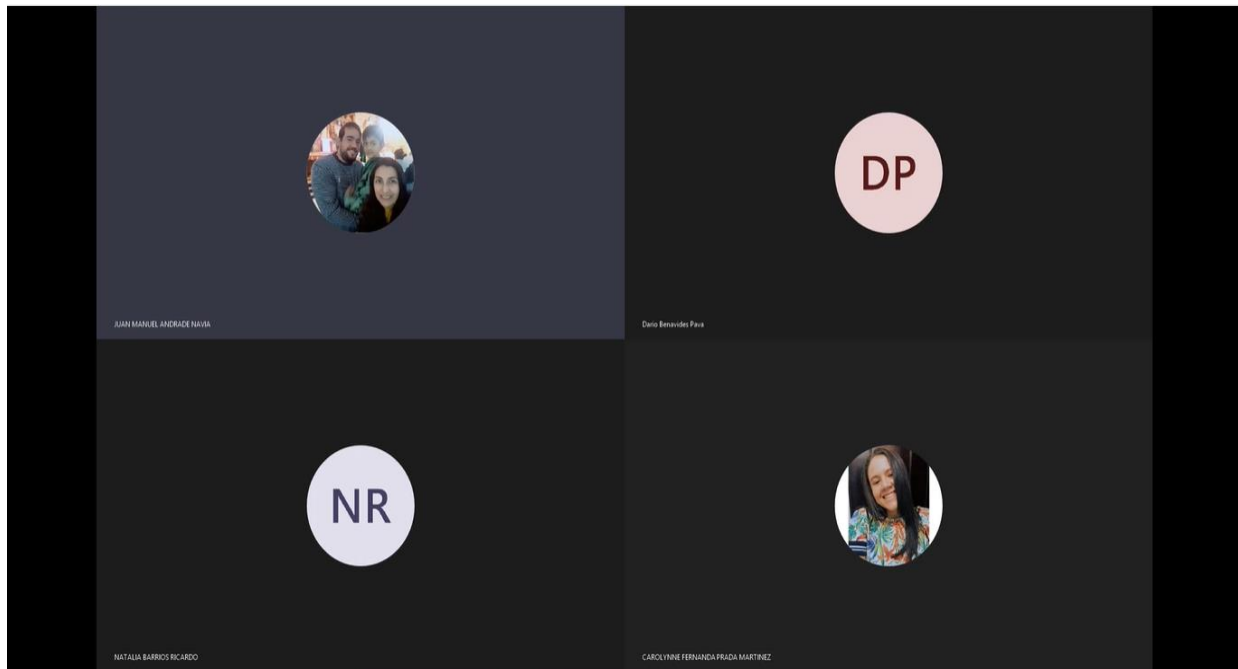 DP
JUAN MANUEL ANDRADE NAVIA
Dario Benavides Pava
NR
NATALIA BARRIOS RICARDO
CAROLYNNE FERNANDA PRADA MARTINEZ